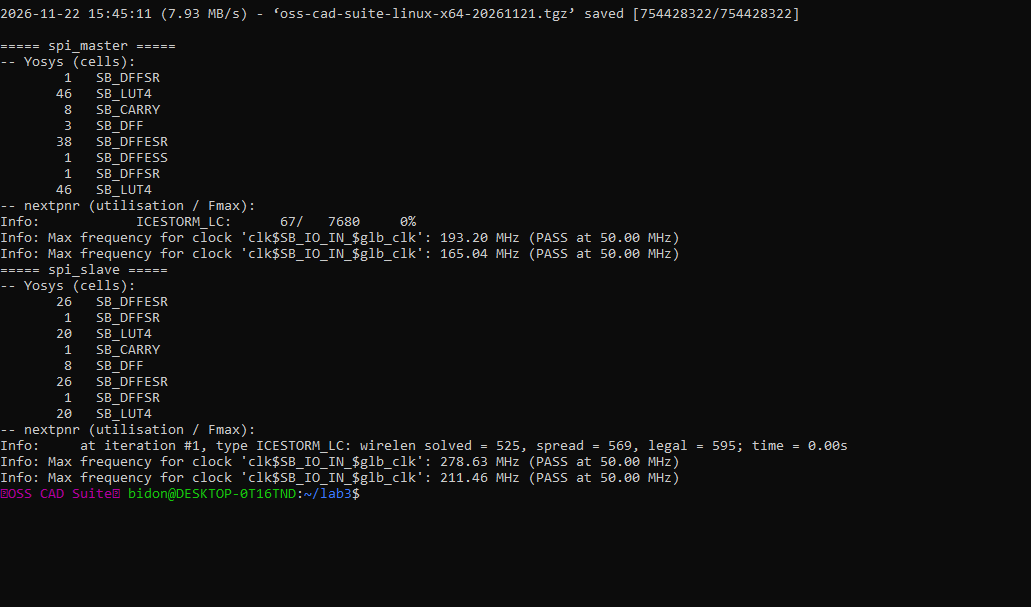 2026-11-22 15:45:11 (7.93 MB/s) - ‘oss-cad-suite-linux-x64-20261121.tgz’ saved [754428322/754428322]
===== spi_master =====
-- Yosys (cells):
1 SB_DFFSR
46 SB_LUT4
8 SB_CARRY
3 SB_DFF
38 SB_DFFESR
1 SB_DFFESS
1 SB_DFFSR
46 SB_LUT4
-- nextpnr (utilisation / Fmax):
Info: ICESTORM_LC: 67/ 7680 0%
Info: Max frequency for clock 'clk$SB_IO_IN_$glb_clk': 193.20 MHz (PASS at 50.00 MHz)
Info: Max frequency for clock 'clk$SB_IO_IN_$glb_clk': 165.04 MHz (PASS at 50.00 MHz)
===== spi_slave =====
-- Yosys (cells):
26 SB_DFFESR
1 SB_DFFSR
20 SB_LUT4
1 SB_CARRY
8 SB_DFF
26 SB_DFFESR
1 SB_DFFSR
20 SB_LUT4
-- nextpnr (utilisation / Fmax):
Info: at iteration #1, type ICESTORM_LC: wirelen solved = 525, spread = 569, legal = 595; time = 0.00s
Info: Max frequency for clock 'clk$SB_IO_IN_$glb_clk': 278.63 MHz (PASS at 50.00 MHz)
Info: Max frequency for clock 'clk$SB_IO_IN_$glb_clk': 211.46 MHz (PASS at 50.00 MHz)
OSS CAD Suite bidon@DESKTOP-0T16TND:~/lab3$